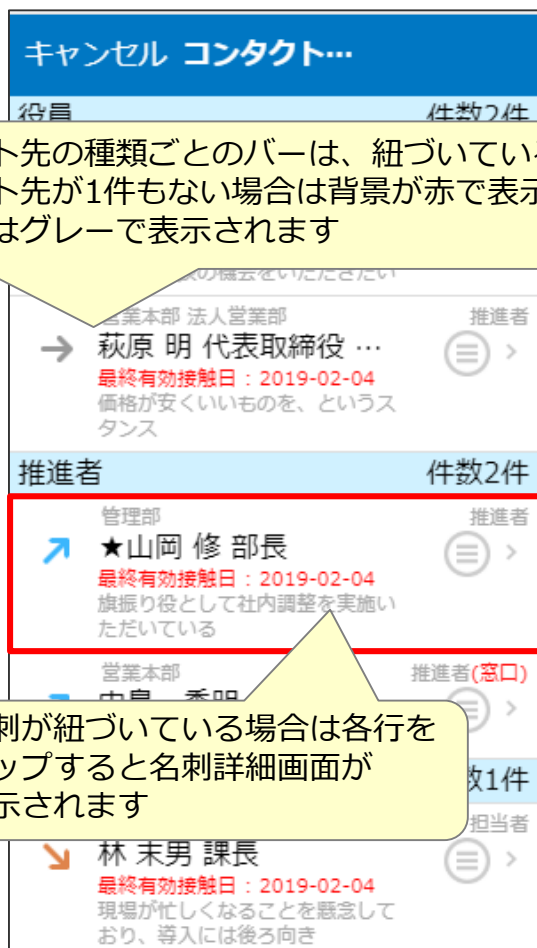 キャンセル コンタクト…
役員 件数2件
ト先の種類ごとのバーは、紐づいてい
ト先が1件もない場合は背景が赤で表示
はグレーで表示されます
の機会をいただきたい
営業本部 法人営業部 推進者
萩原 明 代表取締役 …
最終有効接触日：2019-02-04
価格が安くいいものを、というス
タンス
推進者 件数2件
管理部 推進者
★山岡 修 部長
最終有効接触日：2019-02-04
旗振り役として社内調整を実施い
ただいている
営業本部 推進者(窓口)
刺が紐づいている場合は各行を
ップすると名刺詳細画面が
示されます
数1件
担当者
林 末男 課長
最終有効接触日：2019-02-04
現場が忙しくなることを懸念して
おり、導入には後ろ向き